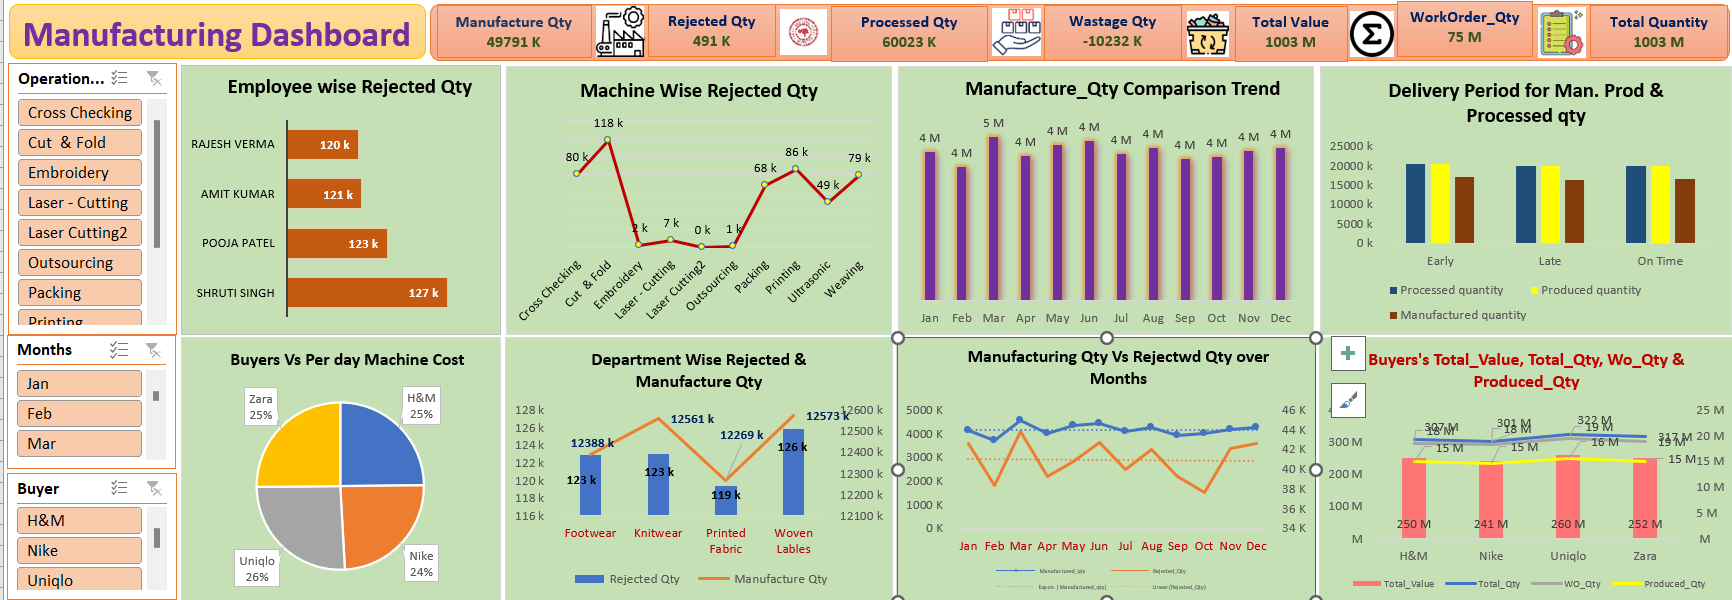 Manufacturing Dashboard
Manufacture Qty
49791 K
Rejected Qty
491 K
Processed Qty
60023 K
Wastage Qty
-10232 K
Total Value
1003 M
WorkOrder_Qty
75 M
Total Quantity
1003 M
Operation...
Cross Checking
Cut & Fold
Embroidery
Laser - Cutting
Laser Cutting2
Outsourcing
Packing
Printing
Months
Jan
Feb
Mar
Buyer
H&M
Nike
Uniqlo
Employee wise Rejected Qty
RAJESH VERMA 120 k
AMIT KUMAR 121 k
POOJA PATEL 123 k
SHRUTI SINGH 127 k
Machine Wise Rejected Qty
80 k 118 k 2 k 7 k 0 k 1 k 68 k 86 k 49 k 79 k
Cross Checking Cut & Fold Embroidery Laser - Cutting Laser Cutting2 Outsourcing Packing Printing Ultrasonic Weaving
Manufacture_Qty Comparison Trend
4 M 4 M 5 M 4 M 4 M 4 M 4 M 4 M 4 M 4 M 4 M 4 M
Jan Feb Mar Apr May Jun Jul Aug Sep Oct Nov Dec
Delivery Period for Man. Prod &
Processed qty
25000 k
20000 k
15000 k
10000 k
5000 k
0 k
Early Late On Time
Processed quantity Produced quantity
Manufactured quantity
Buyers Vs Per day Machine Cost
Zara
25%
H&M
25%
Uniqlo
26%
Nike
24%
Department Wise Rejected &
Manufacture Qty
128 k
126 k
124 k
122 k
120 k
118 k
116 k
12388 k 12561 k 12269 k 12573 k
123 k 123 k 119 k 126 k
12600 k
12500 k
12400 k
12300 k
12200 k
12100 k
Footwear Knitwear Printed Fabric Woven Lables
Rejected Qty Manufacture Qty
Manufacturing Qty Vs Rejectwd Qty over
Months
5000 K
4000 K
3000 K
2000 K
1000 K
0 K
46 K
44 K
42 K
40 K
38 K
36 K
34 K
Jan Feb Mar Apr May Jun Jul Aug Sep Oct Nov Dec
Manufactured_qty Rejected_Qty
Expon. (Manufactured_qty) Linear (Rejected_Qty)
Buyers's Total_Value, Total_Qty, Wo_Qty &
Produced_Qty
300 M
200 M
100 M
M
25 M
20 M
15 M
10 M
5 M
M
307 M 301 M 322 M 317 M
18 M 18 M 19 M 19 M
15 M 15 M 16 M 15 M
250 M 241 M 260 M 252 M
H&M Nike Uniqlo Zara
Total_Value Total_Qty WO_Qty Produced_Qty